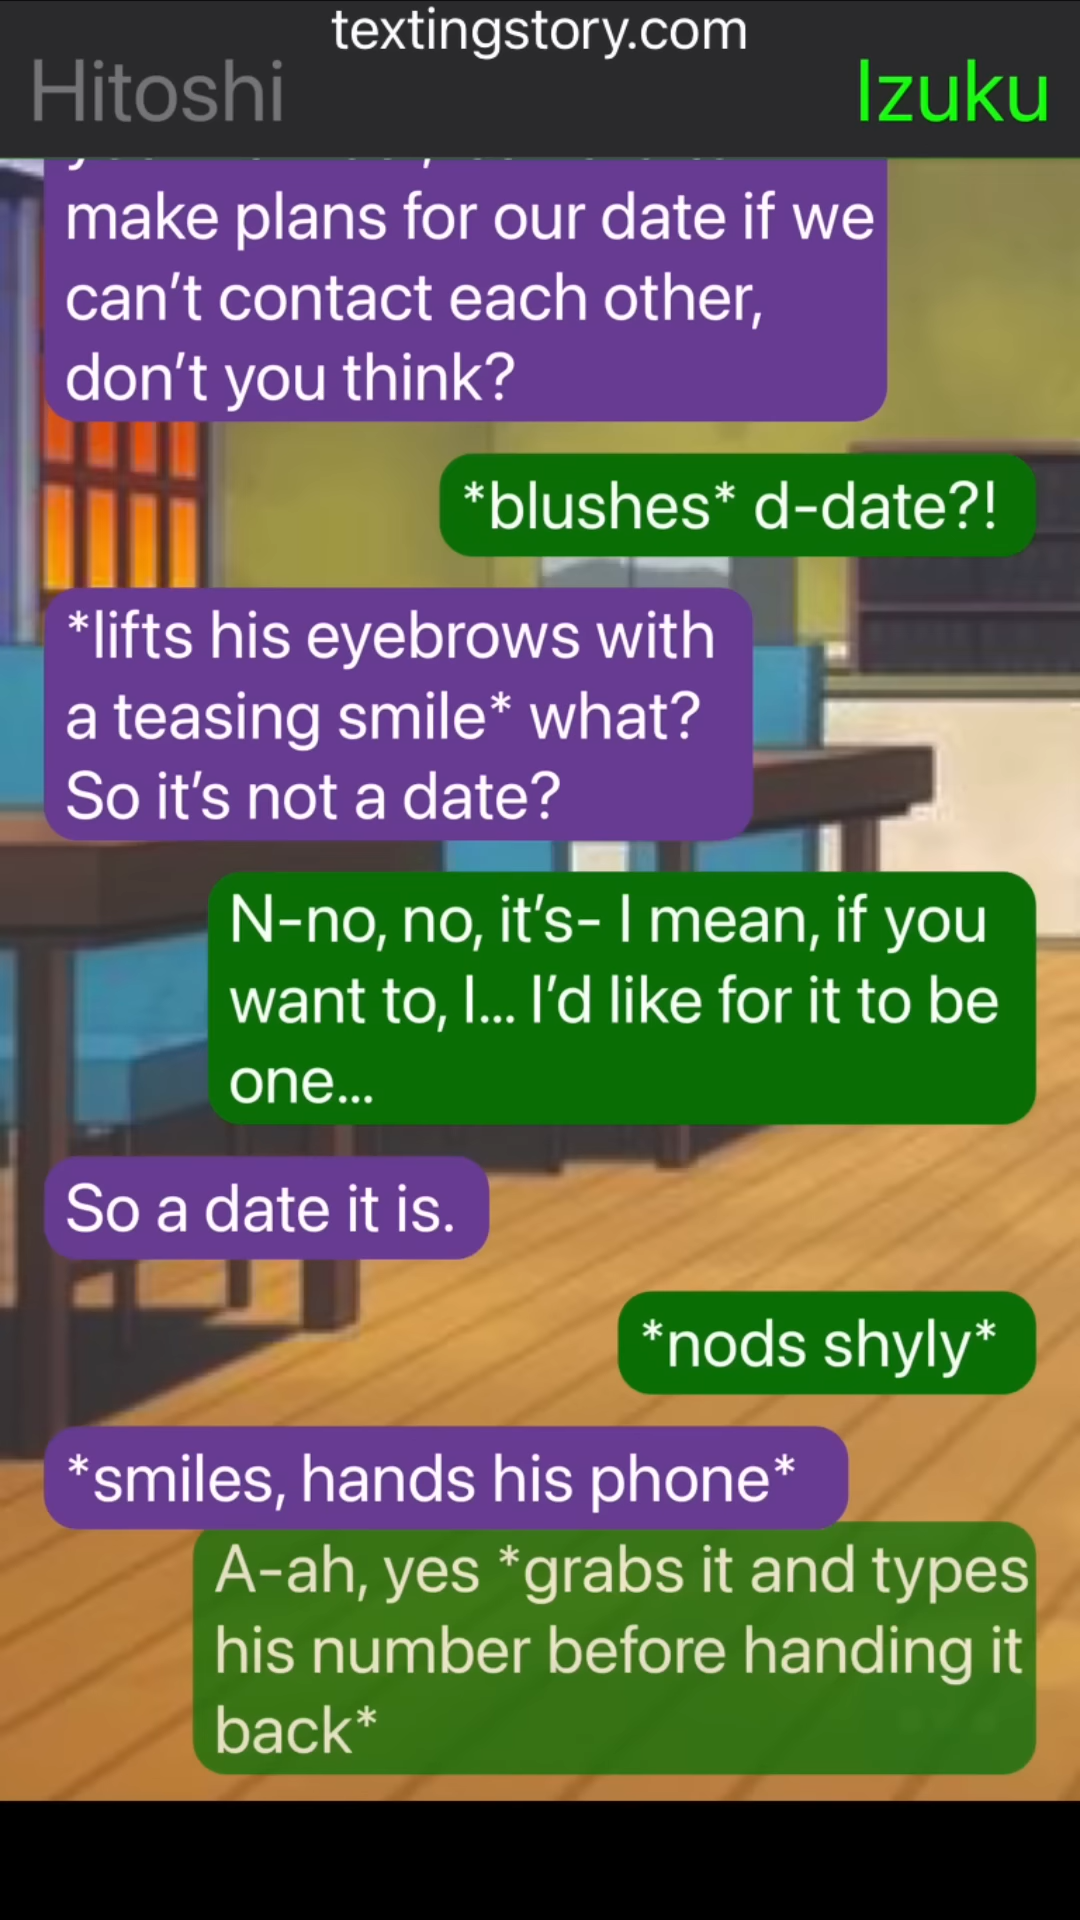 textingstory.com
Hitoshi
Izuku
make plans for our date if we
can’t contact each other,
don’t you think?
*blushes* d-date?!
*lifts his eyebrows with
a teasing smile* what?
So it’s not a date?
N-no, no, it’s- I mean, if you
want to, I... I’d like for it to be
one...
So a date it is.
*nods shyly*
*smiles, hands his phone*
A-ah, yes *grabs it and types
his number before handing it
back*